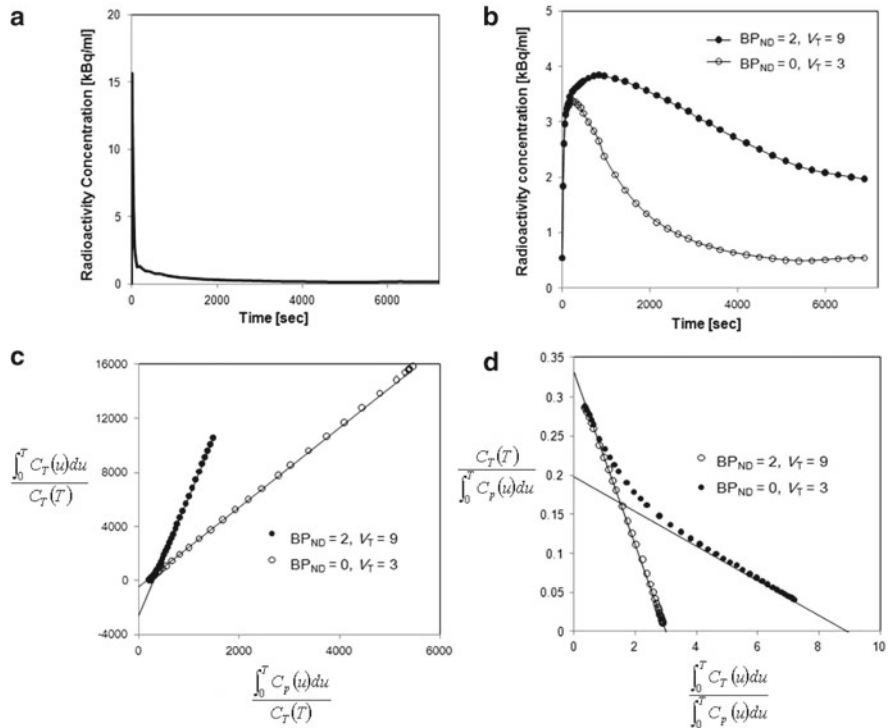 a
Radioactivity Concentration [kBq/ml]
20
15
10
5
0
0
2000
4000
6000
Time [sec]
b
Radioactivity concentration [kBq/ml]
5
4
3
2
1
0
BP_ND = 2, V_T = 9
BP_ND = 0, V_T = 3
0
2000
4000
6000
Time [sec]
c
∫_0^T C_T(u)du
C_T(T)
16000
12000
8000
4000
0
-4000
BP_ND = 2, V_T = 9
BP_ND = 0, V_T = 3
0
2000
4000
6000
∫_0^T C_p(u)du
C_T(T)
d
C_T(T)
∫_0^T C_p(u)du
0.35
0.3
0.25
0.2
0.15
0.1
0.05
0
BP_ND = 2, V_T = 9
BP_ND = 0, V_T = 3
0
2
4
6
8
10
∫_0^T C_T(u)du
∫_0^T C_p(u)du